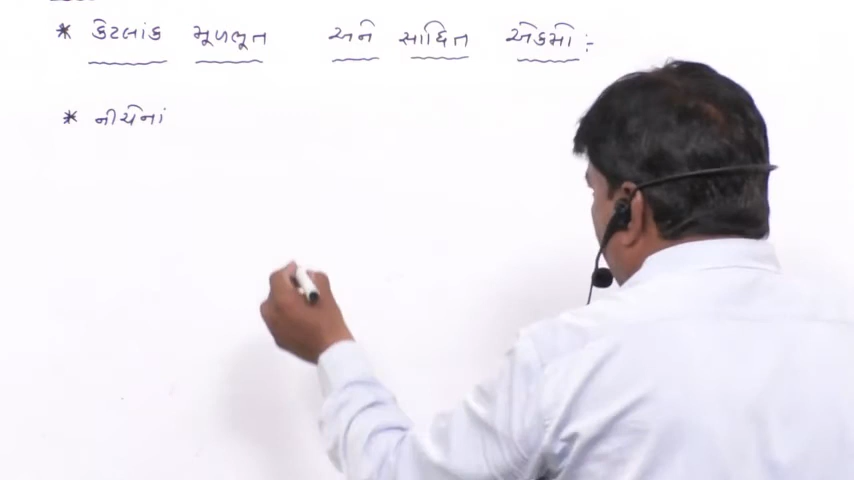 * કેટલાંક મૂળભૂત અને સાધિત એકમો :-
* નીચેનાં